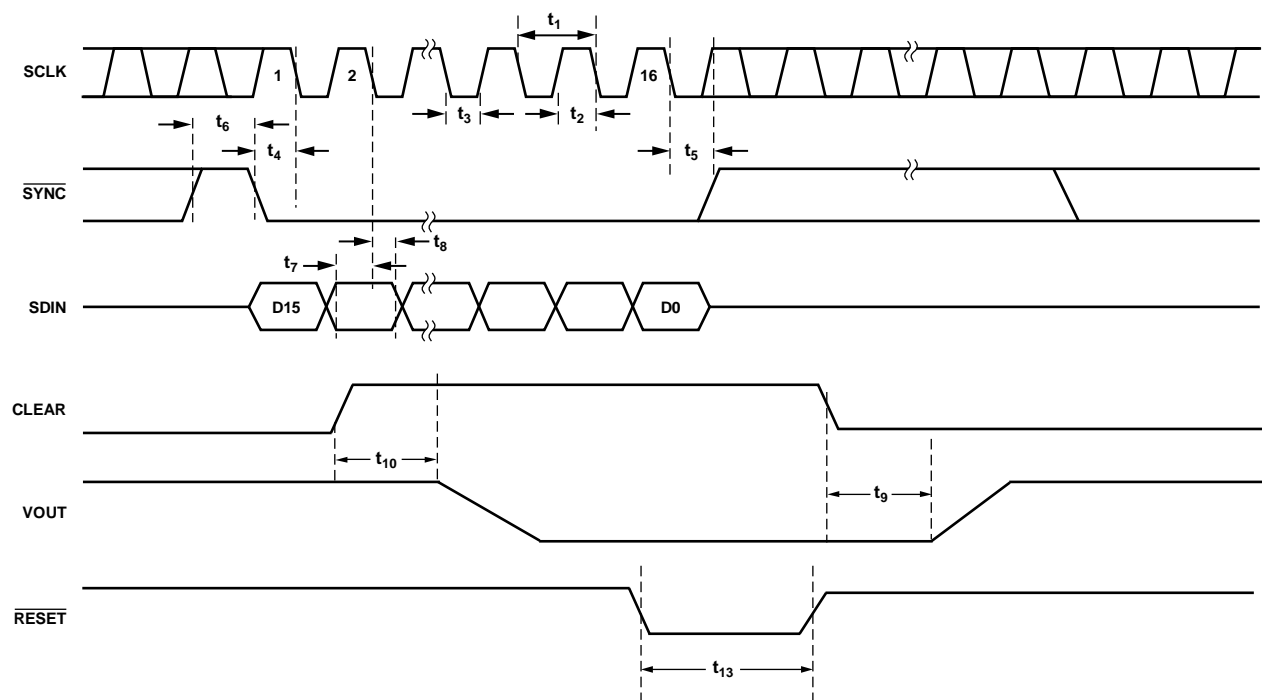 t1
SCLK
1
2
16
t3
t2
t6
t4
t5
SYNC
t8
t7
SDIN
D15
D0
CLEAR
t10
t9
VOUT
RESET
t13